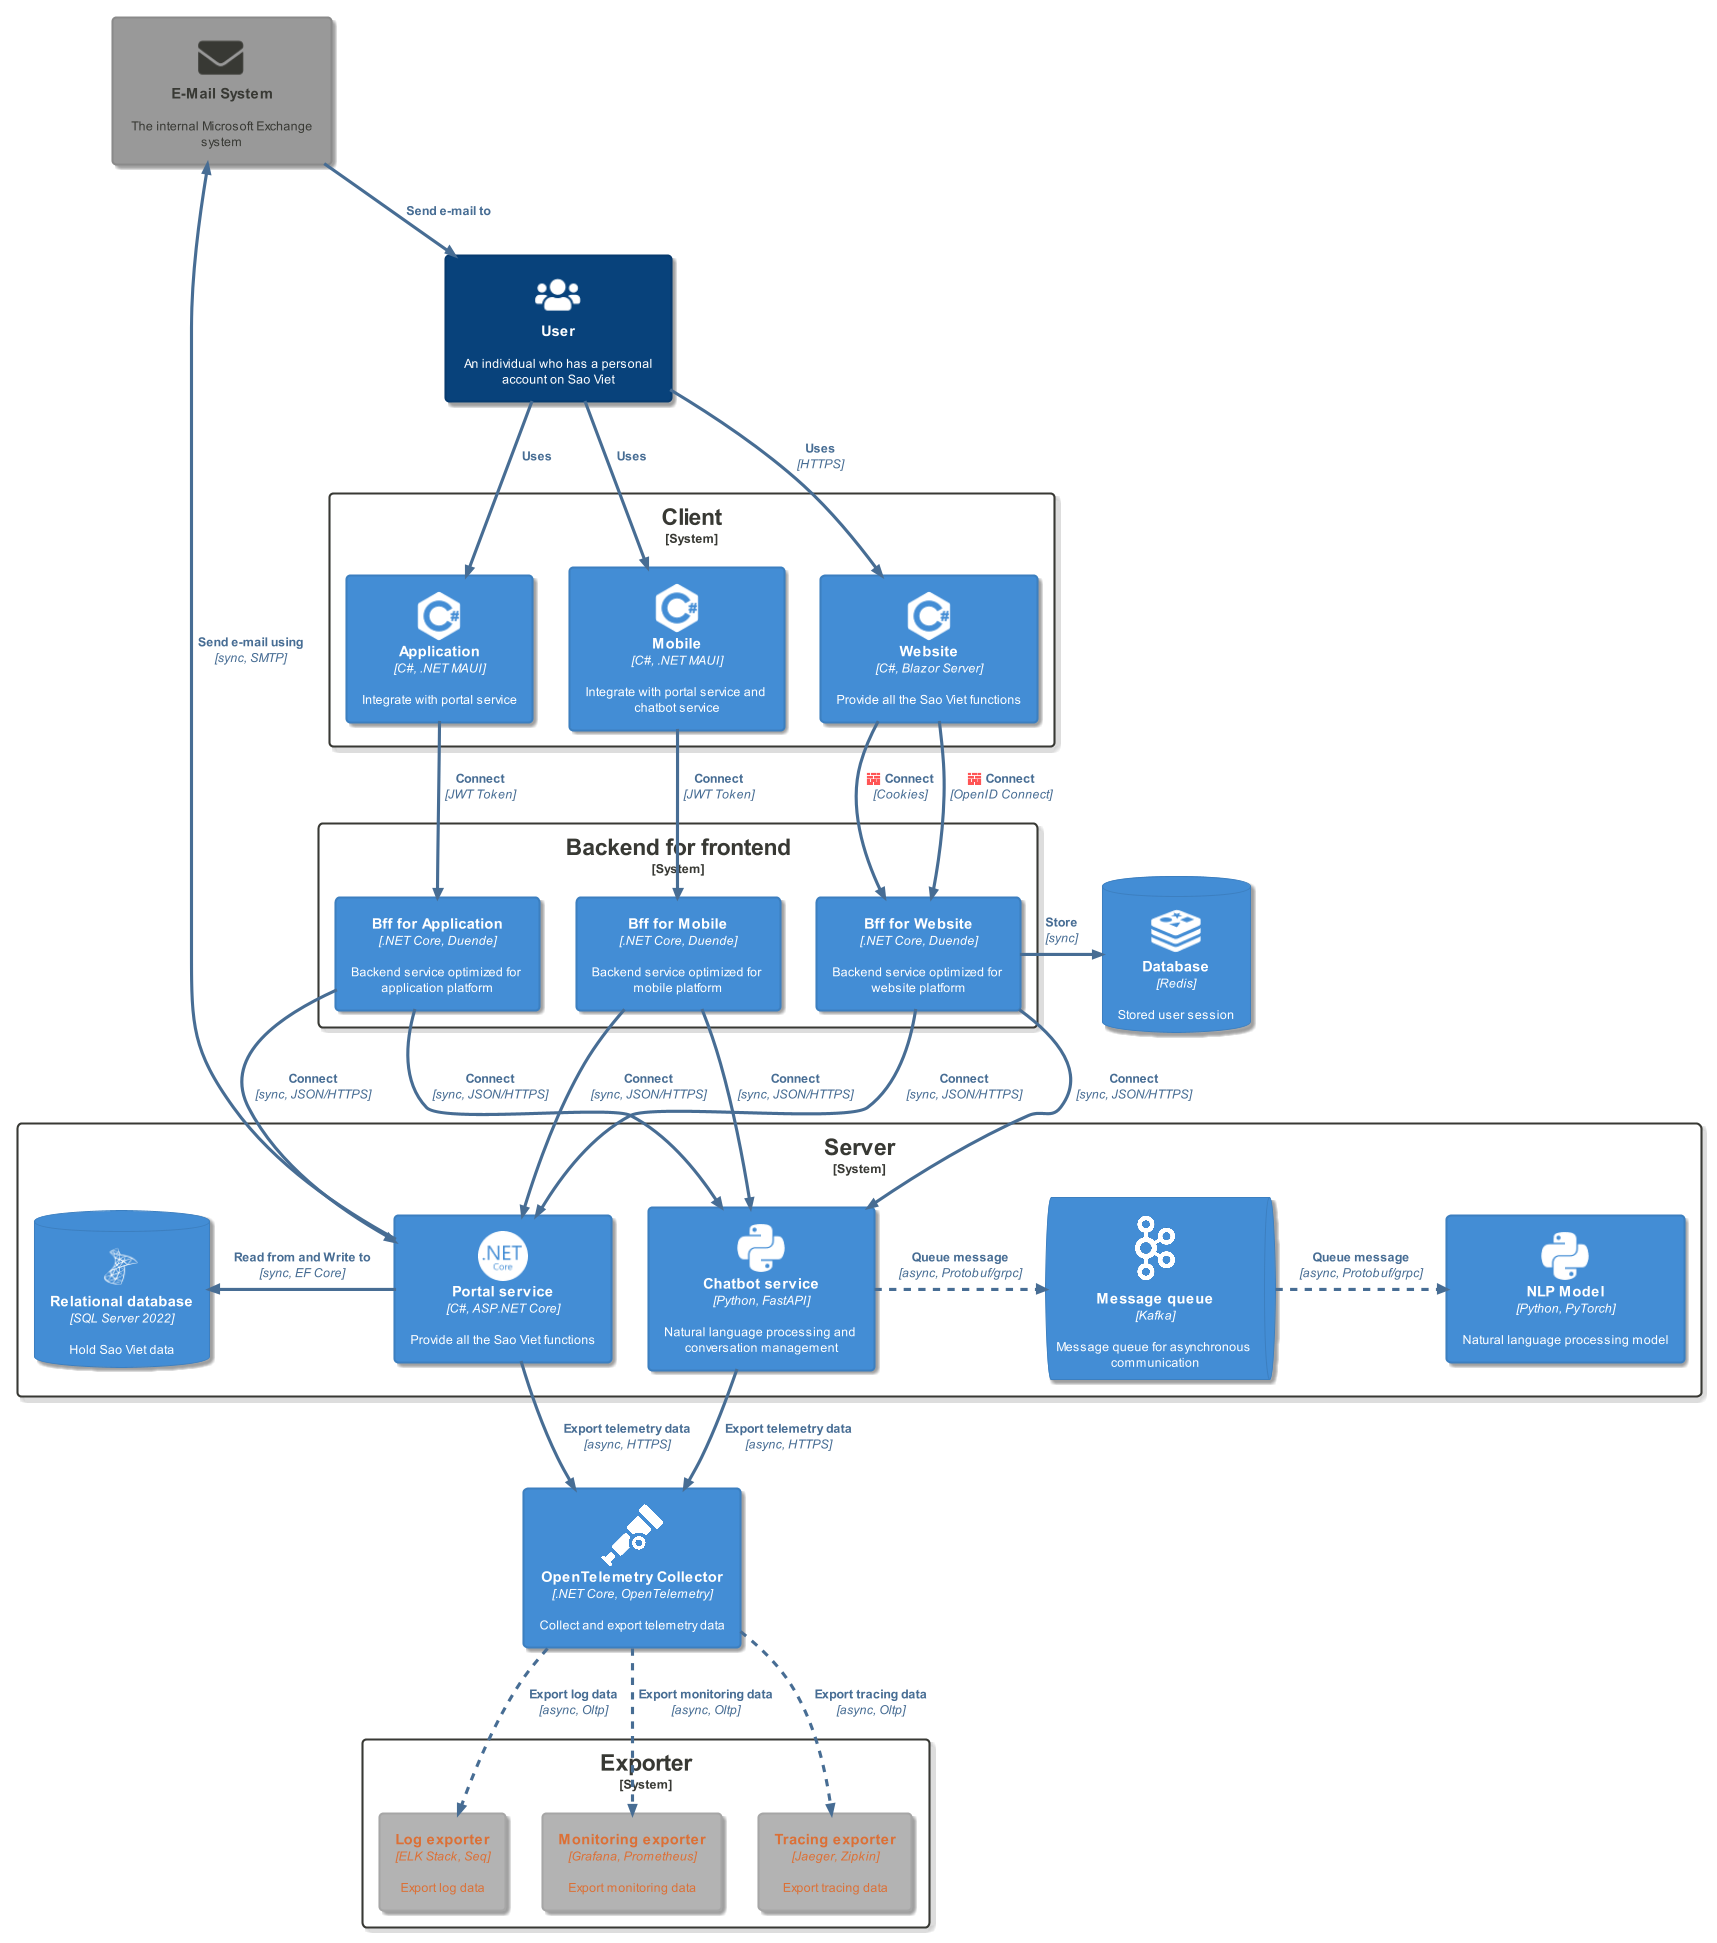 E-Mail System
The internal Microsoft Exchange
system
Send e-mail to
User
An individual who has a personal
account on Sao Viet
Uses
Uses
Uses
[HTTPS]
Client
[System]
Application
[C#, .NET MAUI]
Integrate with portal service
Mobile
[C#, .NET MAUI]
Integrate with portal service and
chatbot service
Website
[C#, Blazor Server]
Provide all the Sao Viet functions
Send e-mail using
[sync, SMTP]
Connect
[JWT Token]
Connect
[JWT Token]
Connect
[Cookies]
Connect
[OpenID Connect]
Backend for frontend
[System]
Bff for Application
[.NET Core, Duende]
Backend service optimized for
application platform
Bff for Mobile
[.NET Core, Duende]
Backend service optimized for
mobile platform
Bff for Website
[.NET Core, Duende]
Backend service optimized for
website platform
Store
[sync]
Database
[Redis]
Stored user session
Connect
[sync, JSON/HTTPS]
Connect
[sync, JSON/HTTPS]
Connect
[sync, JSON/HTTPS]
Connect
[sync, JSON/HTTPS]
Connect
[sync, JSON/HTTPS]
Connect
[sync, JSON/HTTPS]
Server
[System]
Relational database
[SQL Server 2022]
Hold Sao Viet data
Read from and Write to
[sync, EF Core]
.NET
Core
Portal service
[C#, ASP.NET Core]
Provide all the Sao Viet functions
Chatbot service
[Python, FastAPI]
Natural language processing and
conversation management
Queue message
[async, Protobuf/grpc]
Message queue
[Kafka]
Message queue for asynchronous
communication
Queue message
[async, Protobuf/grpc]
NLP Model
[Python, PyTorch]
Natural language processing model
Export telemetry data
[async, HTTPS]
Export telemetry data
[async, HTTPS]
OpenTelemetry Collector
[.NET Core, OpenTelemetry]
Collect and export telemetry data
Export log data
[async, Oltp]
Export monitoring data
[async, Oltp]
Export tracing data
[async, Oltp]
Exporter
[System]
Log exporter
[ELK Stack, Seq]
Export log data
Monitoring exporter
[Grafana, Prometheus]
Export monitoring data
Tracing exporter
[Jaeger, Zipkin]
Export tracing data